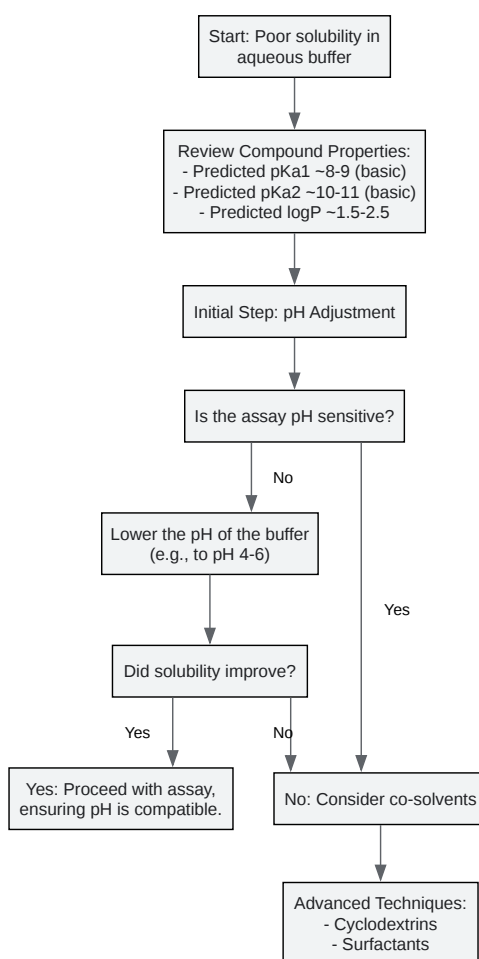 Start: Poor solubility in
aqueous buffer
Review Compound Properties:
- Predicted pKa1 ~8-9 (basic)
- Predicted pKa2 ~10-11 (basic)
- Predicted logP ~1.5-2.5
Initial Step: pH Adjustment
Is the assay pH sensitive?
No
Lower the pH of the buffer
(e.g., to pH 4-6)
Yes
Did solubility improve?
Yes
No
Yes: Proceed with assay,
ensuring pH is compatible.
No: Consider co-solvents
Advanced Techniques:
- Cyclodextrins
- Surfactants